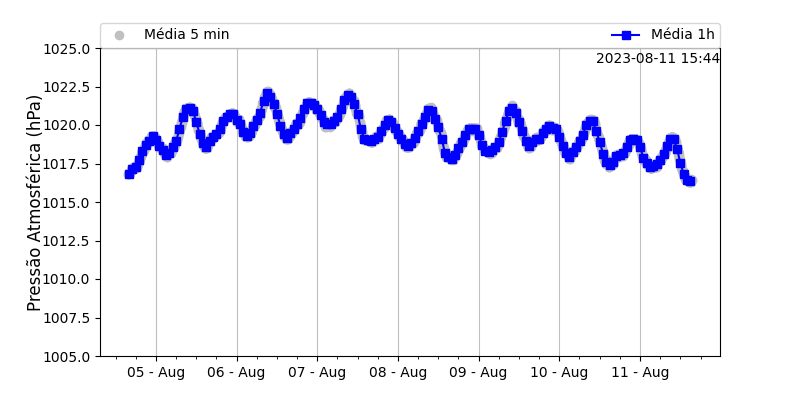 Média 5 min
Média 1h
2023-08-11 15:44
Pressão Atmosférica (hPa)
1025.0
1022.5
1020.0
1017.5
1015.0
1012.5
1010.0
1007.5
1005.0
05 - Aug
06 - Aug
07 - Aug
08 - Aug
09 - Aug
10 - Aug
11 - Aug